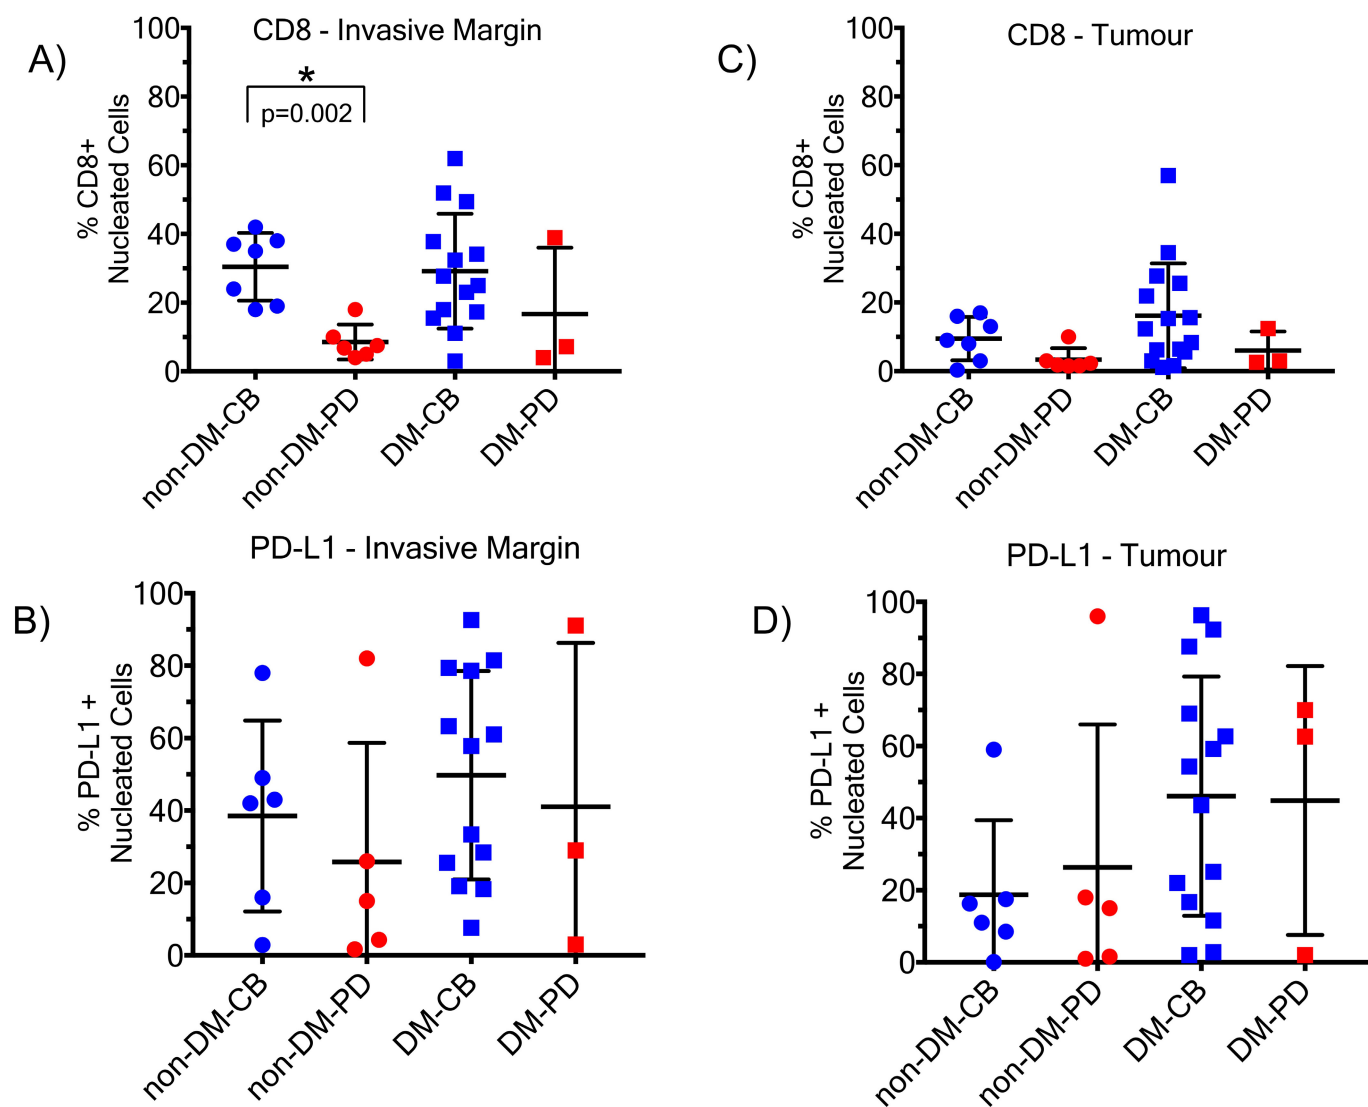 A)
CD8 - Invasive Margin
*
p=0.002
% CD8+
Nucleated Cells
100
80
60
40
20
0
non-DM-CB
non-DM-PD
DM-CB
DM-PD
C)
CD8 - Tumour
% CD8+
Nucleated Cells
100
80
60
40
20
0
non-DM-CB
non-DM-PD
DM-CB
DM-PD
B)
PD-L1 - Invasive Margin
% PD-L1 +
Nucleated Cells
100
80
60
40
20
0
non-DM-CB
non-DM-PD
DM-CB
DM-PD
D)
PD-L1 - Tumour
% PD-L1 +
Nucleated Cells
100
80
60
40
20
0
non-DM-CB
non-DM-PD
DM-CB
DM-PD